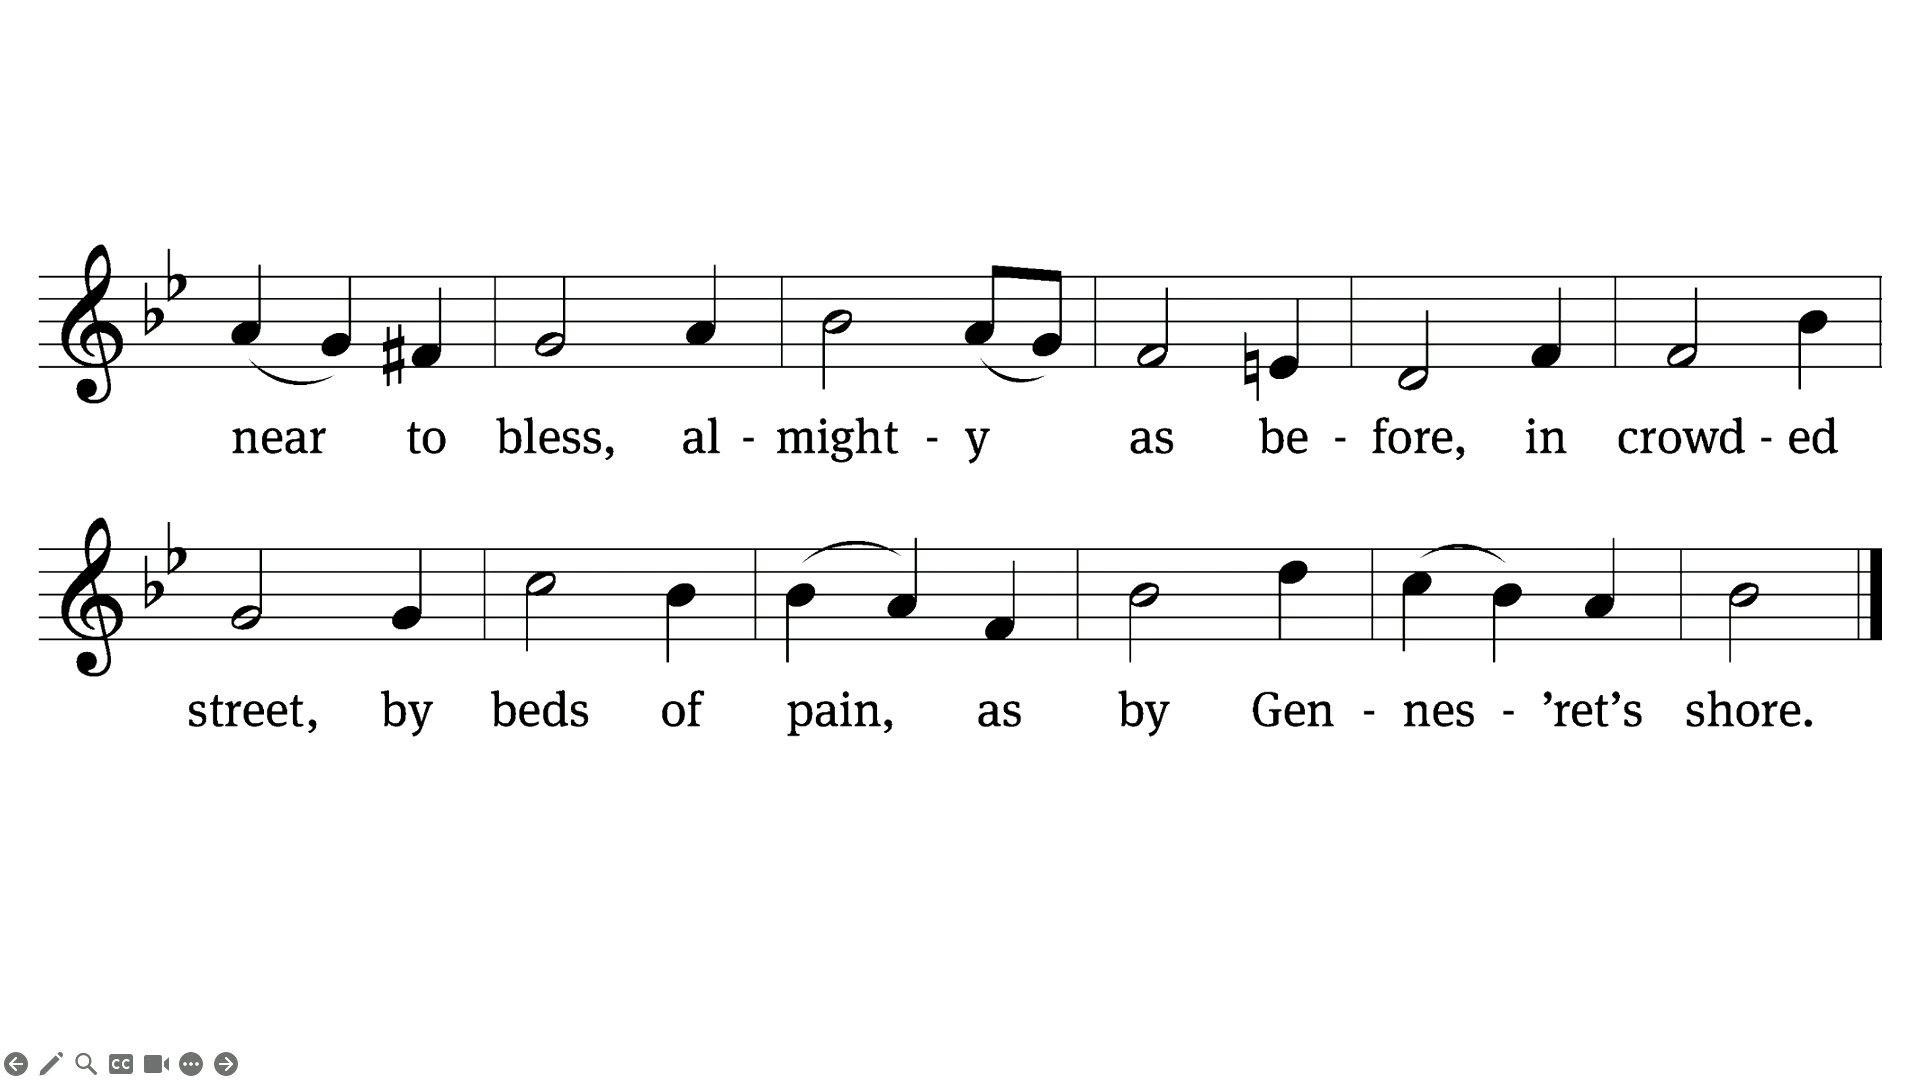 near to bless, al - might - y as be - fore, in crowd - ed
street, by beds of pain, as by Gen - nes - ’ret’s shore.
CC